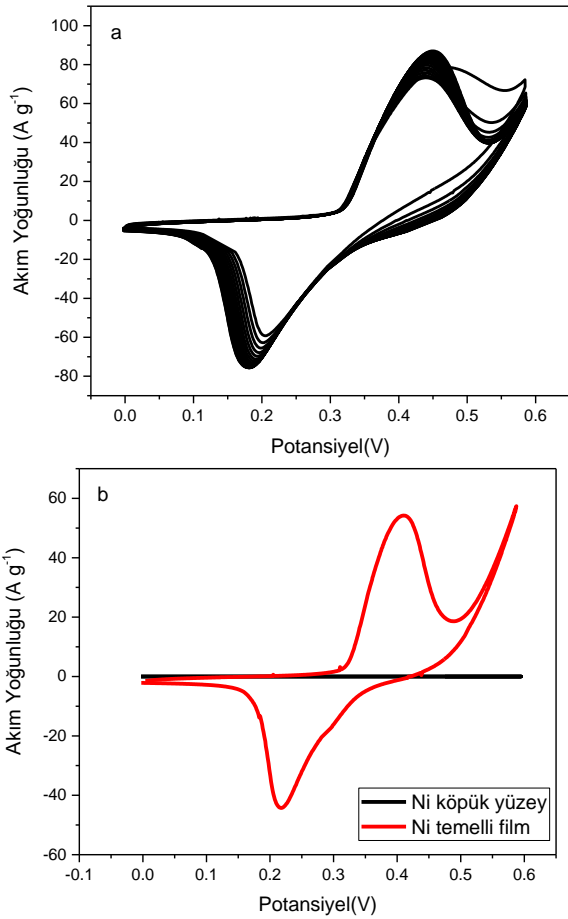 a
100
80
60
40
20
0
-20
-40
-60
-80
Akım Yoğunluğu (A g⁻¹)
0.0 0.1 0.2 0.3 0.4 0.5 0.6
Potansiyel(V)
b
60
40
20
0
-20
-40
-60
Akım Yoğunluğu (A g⁻¹)
Ni köpük yüzey
Ni temelli film
-0.1 0.0 0.1 0.2 0.3 0.4 0.5 0.6
Potansiyel(V)